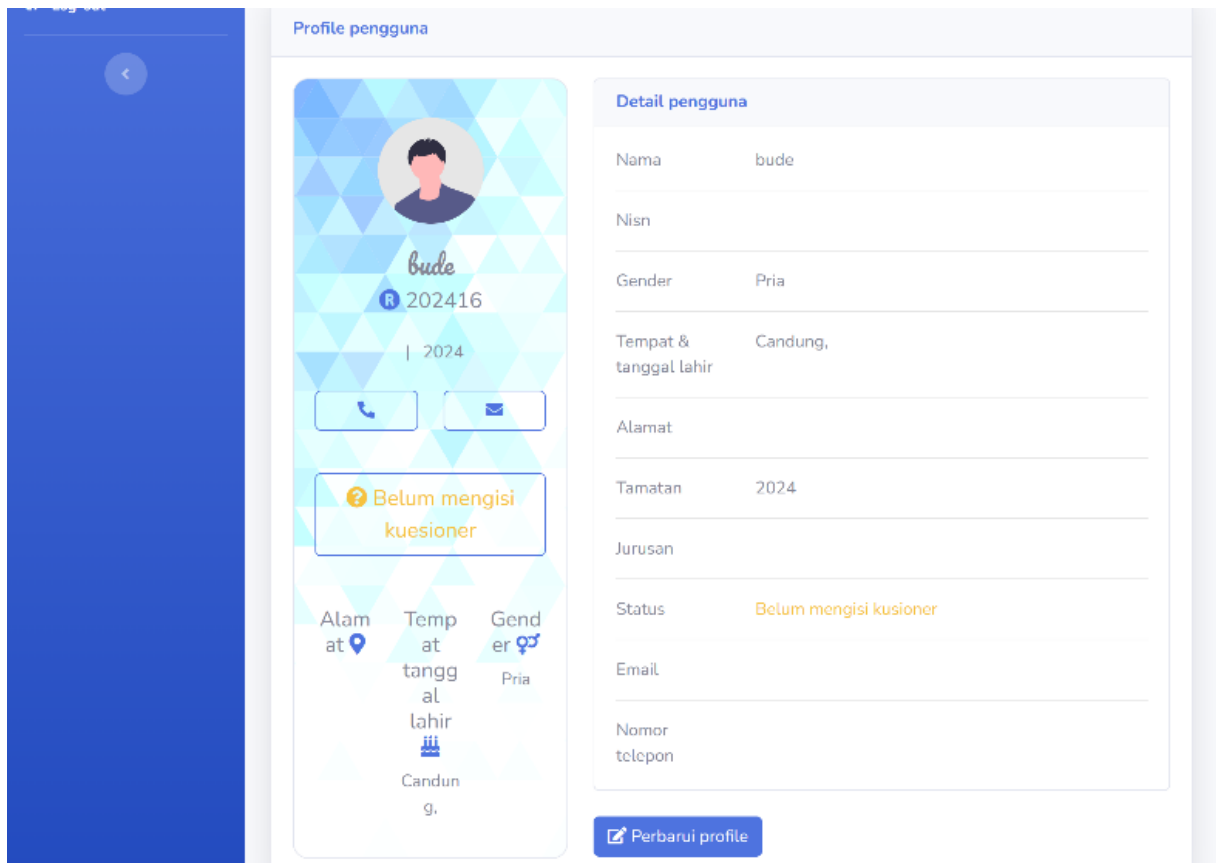 Log out
Profile pengguna
bude
R 202416
| 2024
Belum mengisi
kuesioner
Alam
at
Temp
at
tangg
al
lahir
Candun
g,
Gend
er
Pria
Detail pengguna
Nama bude
Nisn
Gender Pria
Tempat & Candung,
tanggal lahir
Alamat
Tamatan 2024
Jurusan
Status Belum mengisi kusioner
Email
Nomor
telepon
Perbarui profile